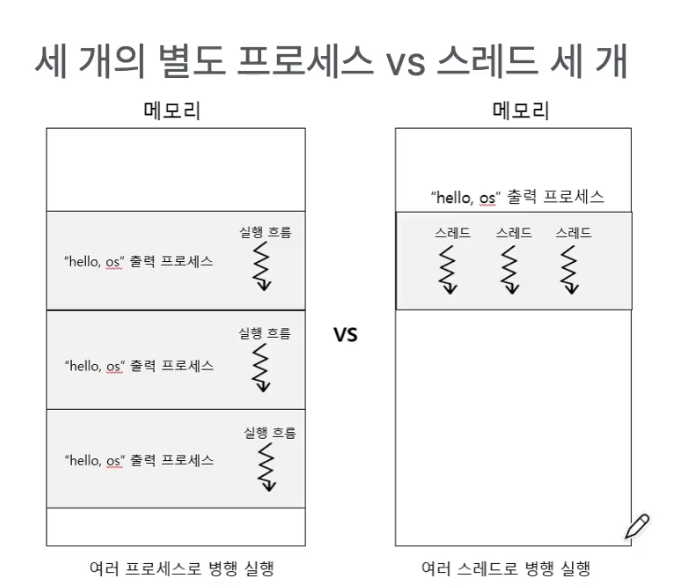 세 개의 별도 프로세스 vs 스레드 세 개
메모리
실행 흐름
"hello, os" 출력 프로세스
실행 흐름
"hello, os" 출력 프로세스
실행 흐름
"hello, os" 출력 프로세스
여러 프로세스로 병행 실행
vs
메모리
"hello, os" 출력 프로세스
스레드 스레드 스레드
여러 스레드로 병행 실행